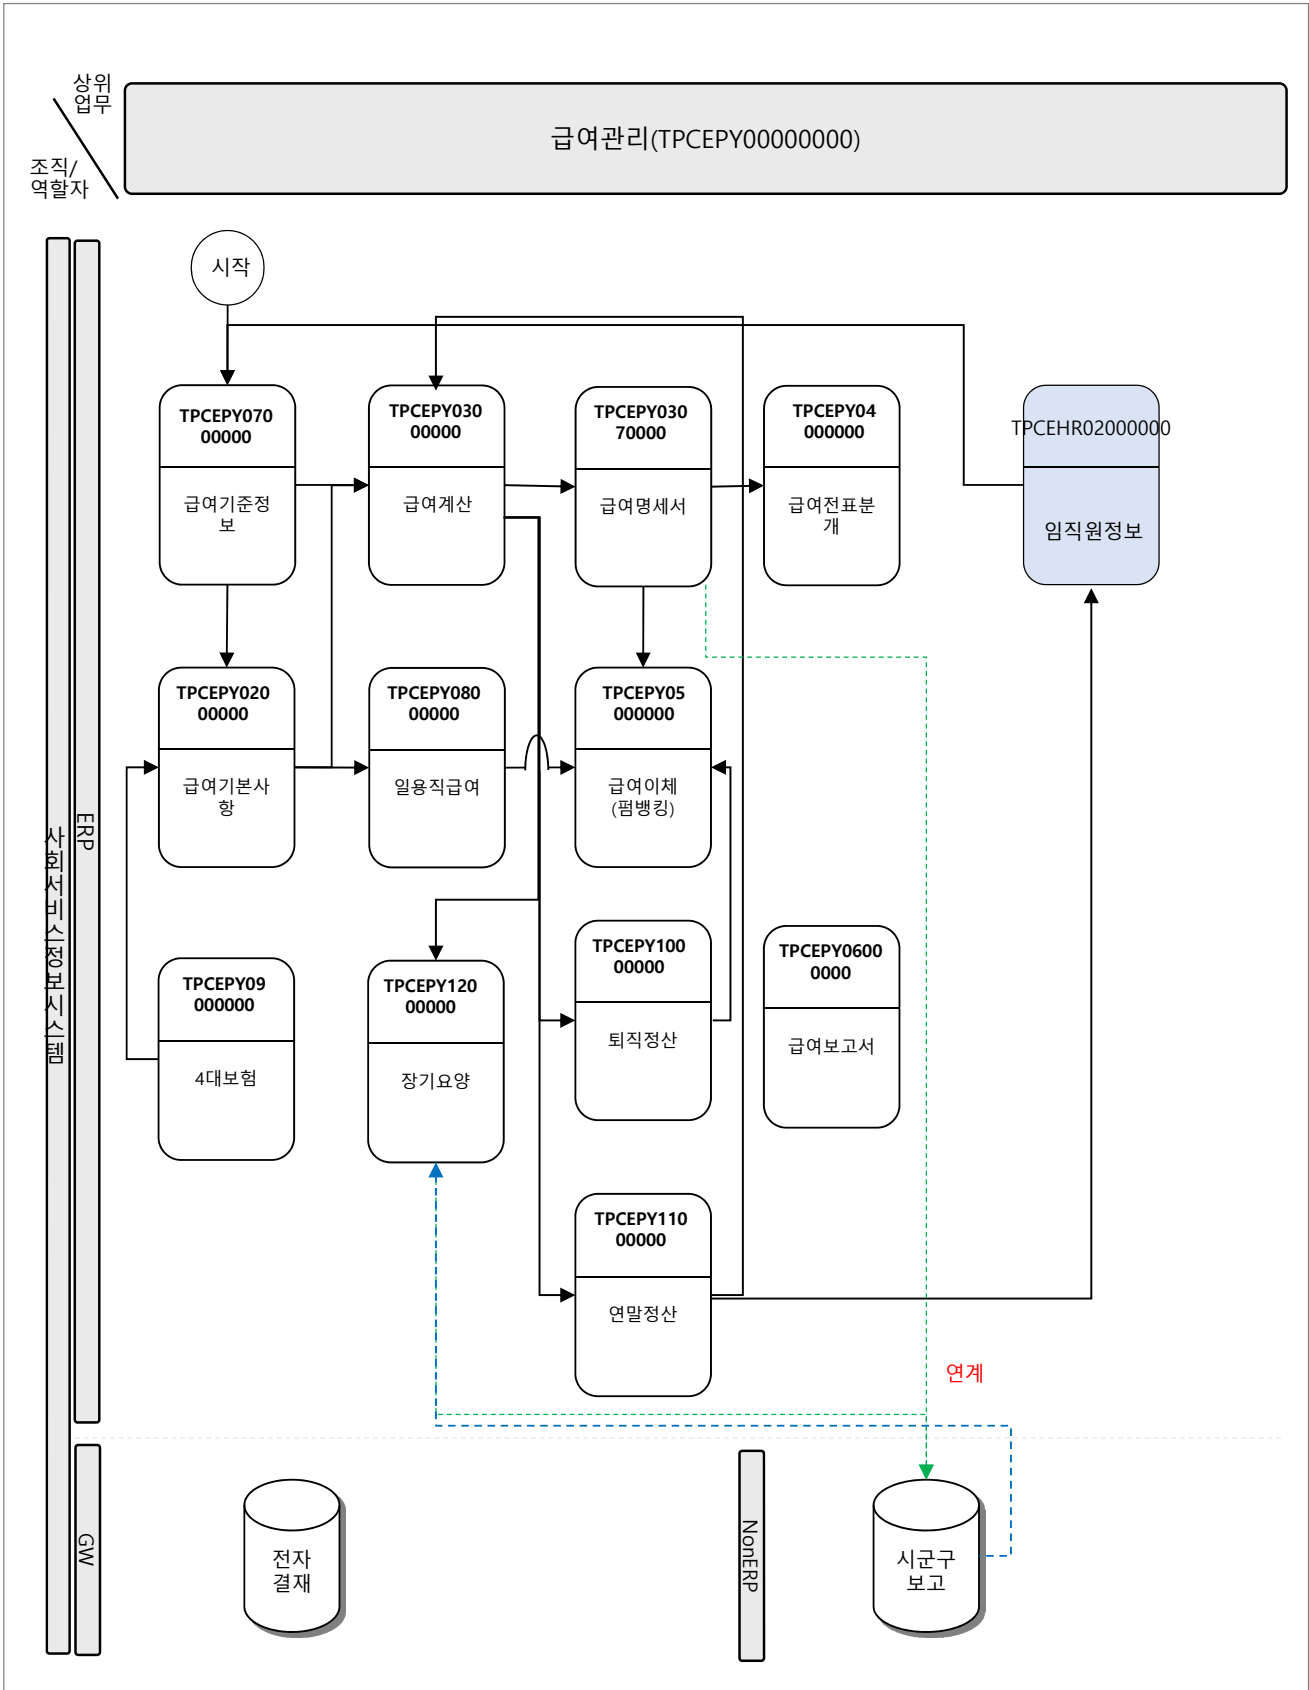 상위
업무
조직/
역할자
급여관리(TPCEPY00000000)
시작
TPCEPY070
00000
급여기준정
보
TPCEPY030
00000
급여계산
TPCEPY030
70000
급여명세서
TPCEPY04
000000
급여전표분
개
TPCEHR02000000
임직원정보
TPCEPY020
00000
급여기본사
항
TPCEPY080
00000
일용직급여
TPCEPY05
000000
급여이체
(펌뱅킹)
사회서비스정보시스템
ERP
TPCEPY09
000000
4대보험
TPCEPY120
00000
장기요양
TPCEPY100
00000
퇴직정산
TPCEPY0600
0000
급여보고서
TPCEPY110
00000
연말정산
연계
GW
전자
결재
NonERP
시군구
보고